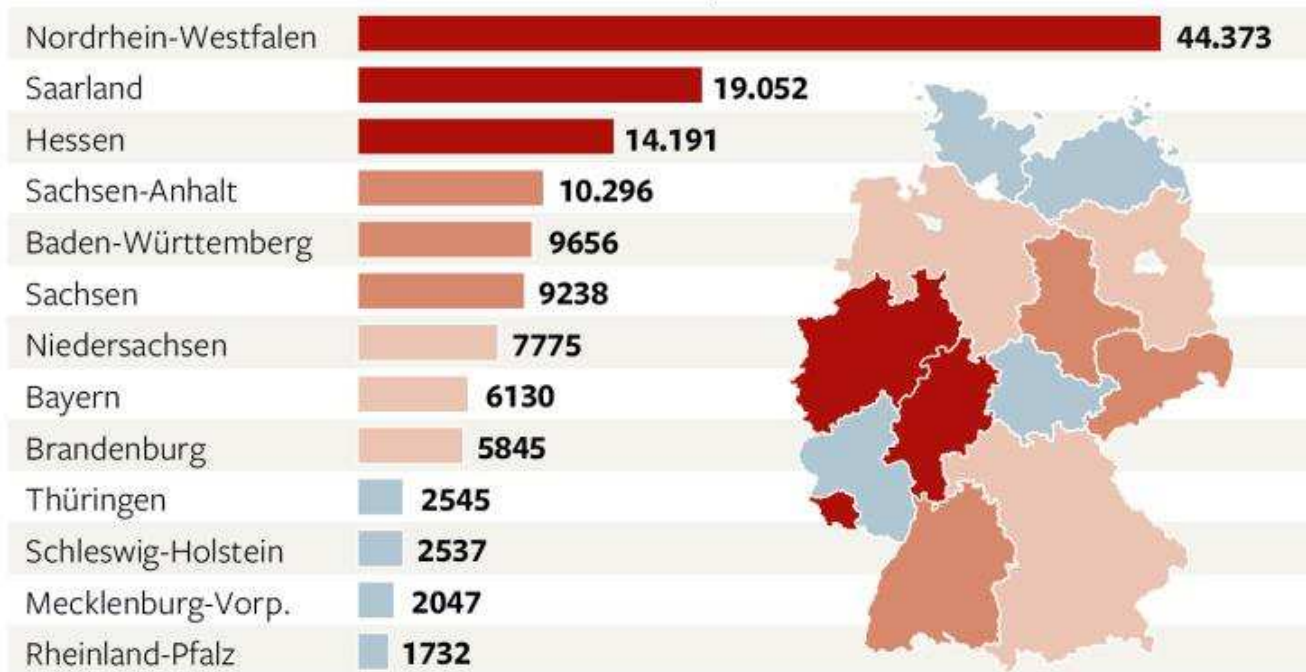 Nordrhein-Westfalen 44.373
Saarland 19.052
Hessen 14.191
Sachsen-Anhalt 10.296
Baden-Württemberg 9656
Sachsen 9238
Niedersachsen 7775
Bayern 6130
Brandenburg 5845
Thüringen 2545
Schleswig-Holstein 2537
Mecklenburg-Vorp. 2047
Rheinland-Pfalz 1732